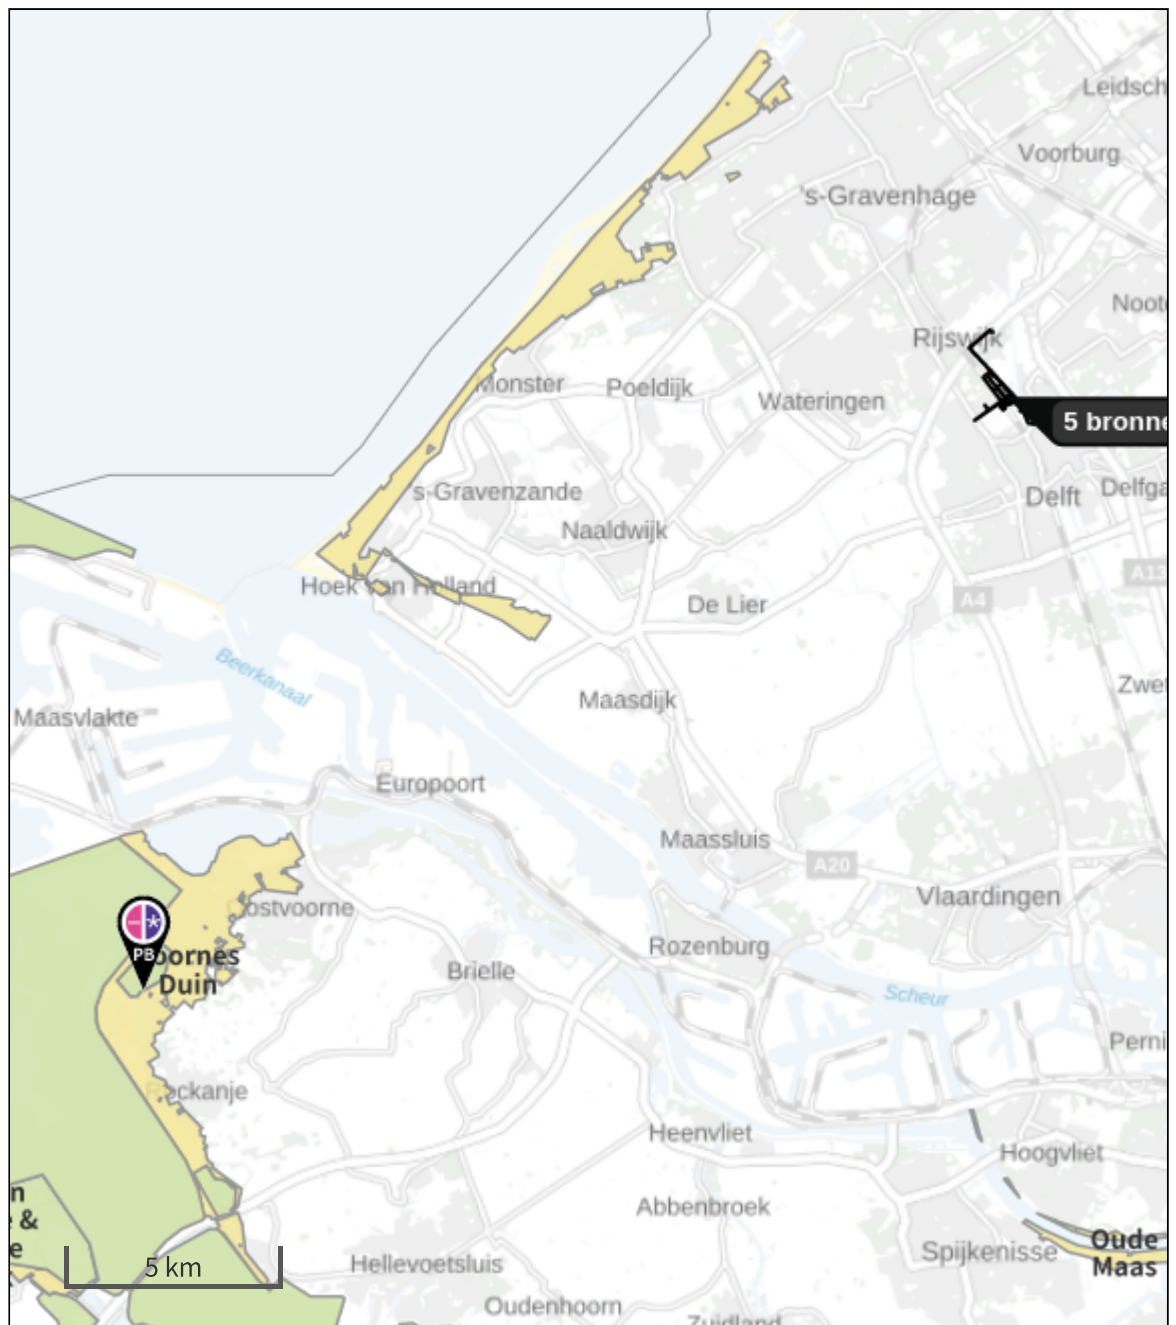 Leidsch
Voorburg
's-Gravenhage
Noot
Rijswijk
Monster
Poeldijk
Wateringen
5 bronne
s-Gravenzande
Delft
Delfga
Naaldwijk
A13
Hoek van Holland
A4
De Lier
Beerkanaal
Zwet
Maasdijk
Maasvlakte
Europoort
Maassluis
A20
Vlaardingen
Oostvoorne
PB
Voornes
Duin
Rozenburg
Brielle
Scheur
Perni
Rockanje
Heenvliet
Hoogvliet
n
&
e
Abbenbroek
Oude
Maas
Spijkenisse
5 km
Hellevoetsluis
Oudenhoorn
Zuidland